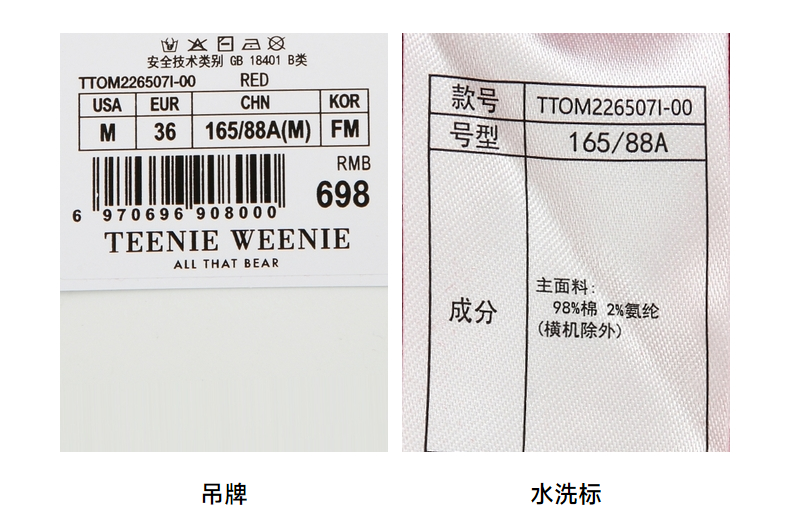 安全技术类别 GB 18401 B类
TTOM226507I-00 RED
USA EUR CHN KOR
M 36 165/88A(M) FM
RMB
698
6 970696 908000
TEENIE WEENIE
ALL THAT BEAR
吊牌
款号 TTOM226507I-00
号型 165/88A
成分
主面料:
98%棉 2%氨纶
(横机除外)
水洗标